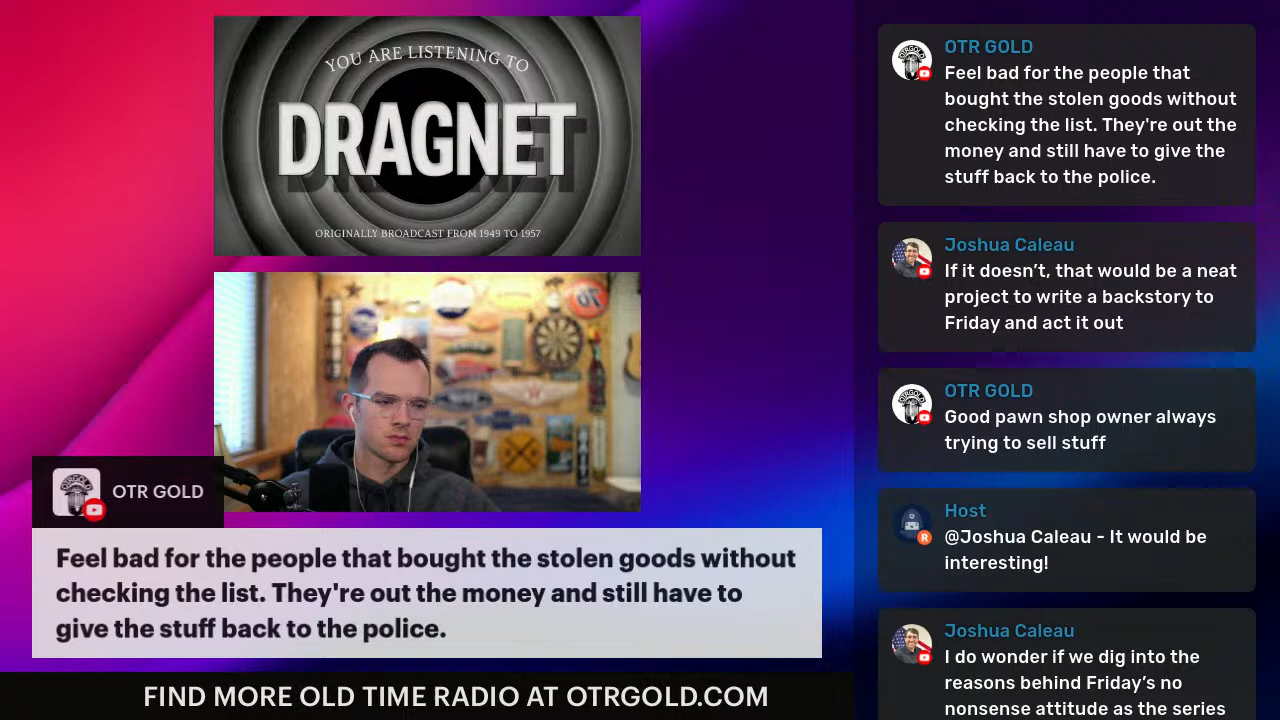 YOU ARE LISTENING TO
DRAGNET
ORIGINALLY BROADCAST FROM 1949 TO 1957
76
OTR GOLD
Feel bad for the people that bought the stolen goods without
checking the list. They're out the money and still have to
give the stuff back to the police.
FIND MORE OLD TIME RADIO AT OTRGOLD.COM
OTR GOLD
Feel bad for the people that
bought the stolen goods without
checking the list. They're out the
money and still have to give the
stuff back to the police.
Joshua Caleau
If it doesn’t, that would be a neat
project to write a backstory to
Friday and act it out
OTR GOLD
Good pawn shop owner always
trying to sell stuff
Host
@Joshua Caleau - It would be
interesting!
Joshua Caleau
I do wonder if we dig into the
reasons behind Friday’s no
nonsense attitude as the series